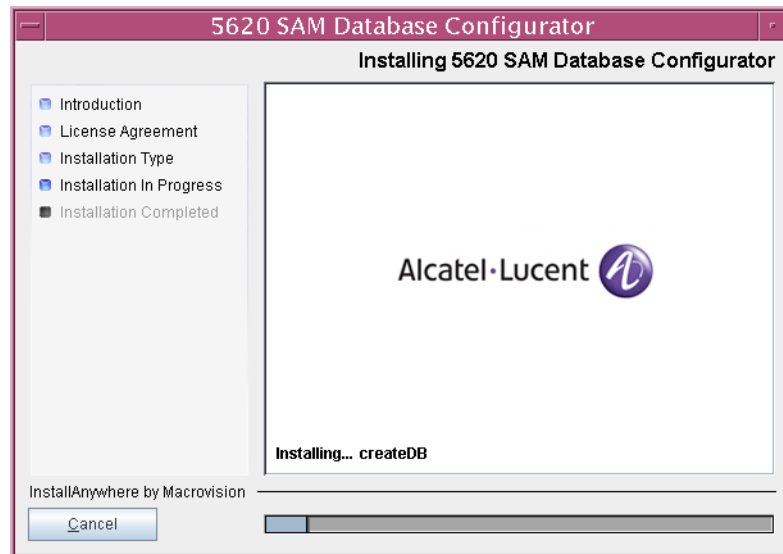 5620 SAM Database Configurator
Installing 5620 SAM Database Configurator
Introduction
License Agreement
Installation Type
Installation In Progress
Installation Completed
Alcatel·Lucent
Installing... createDB
InstallAnywhere by Macrovision
Cancel